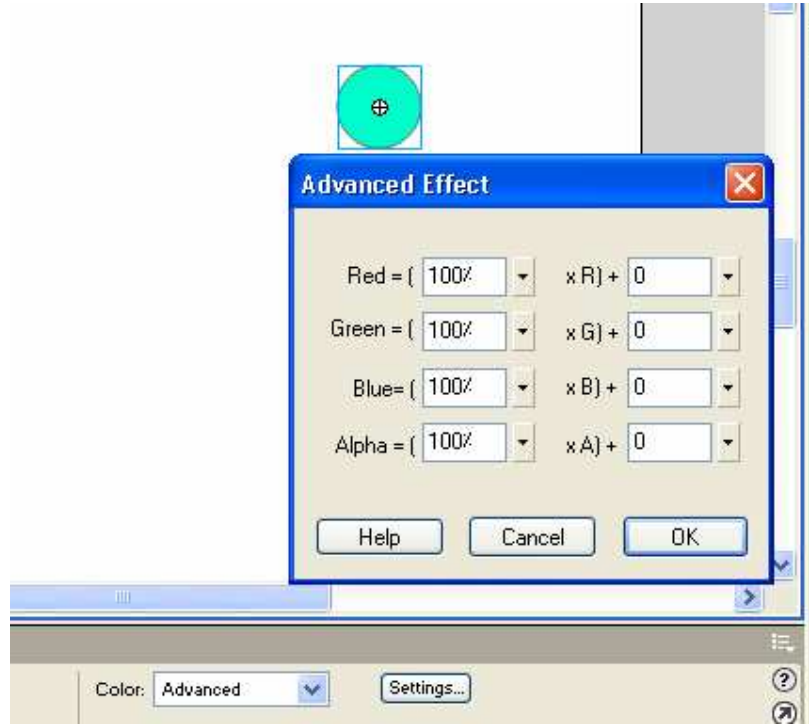 Advanced Effect
Red = ( 100% x R) + 0
Green = ( 100% x G) + 0
Blue= ( 100% x B) + 0
Alpha = ( 100% x A) + 0
Help Cancel OK
Color: Advanced Settings...